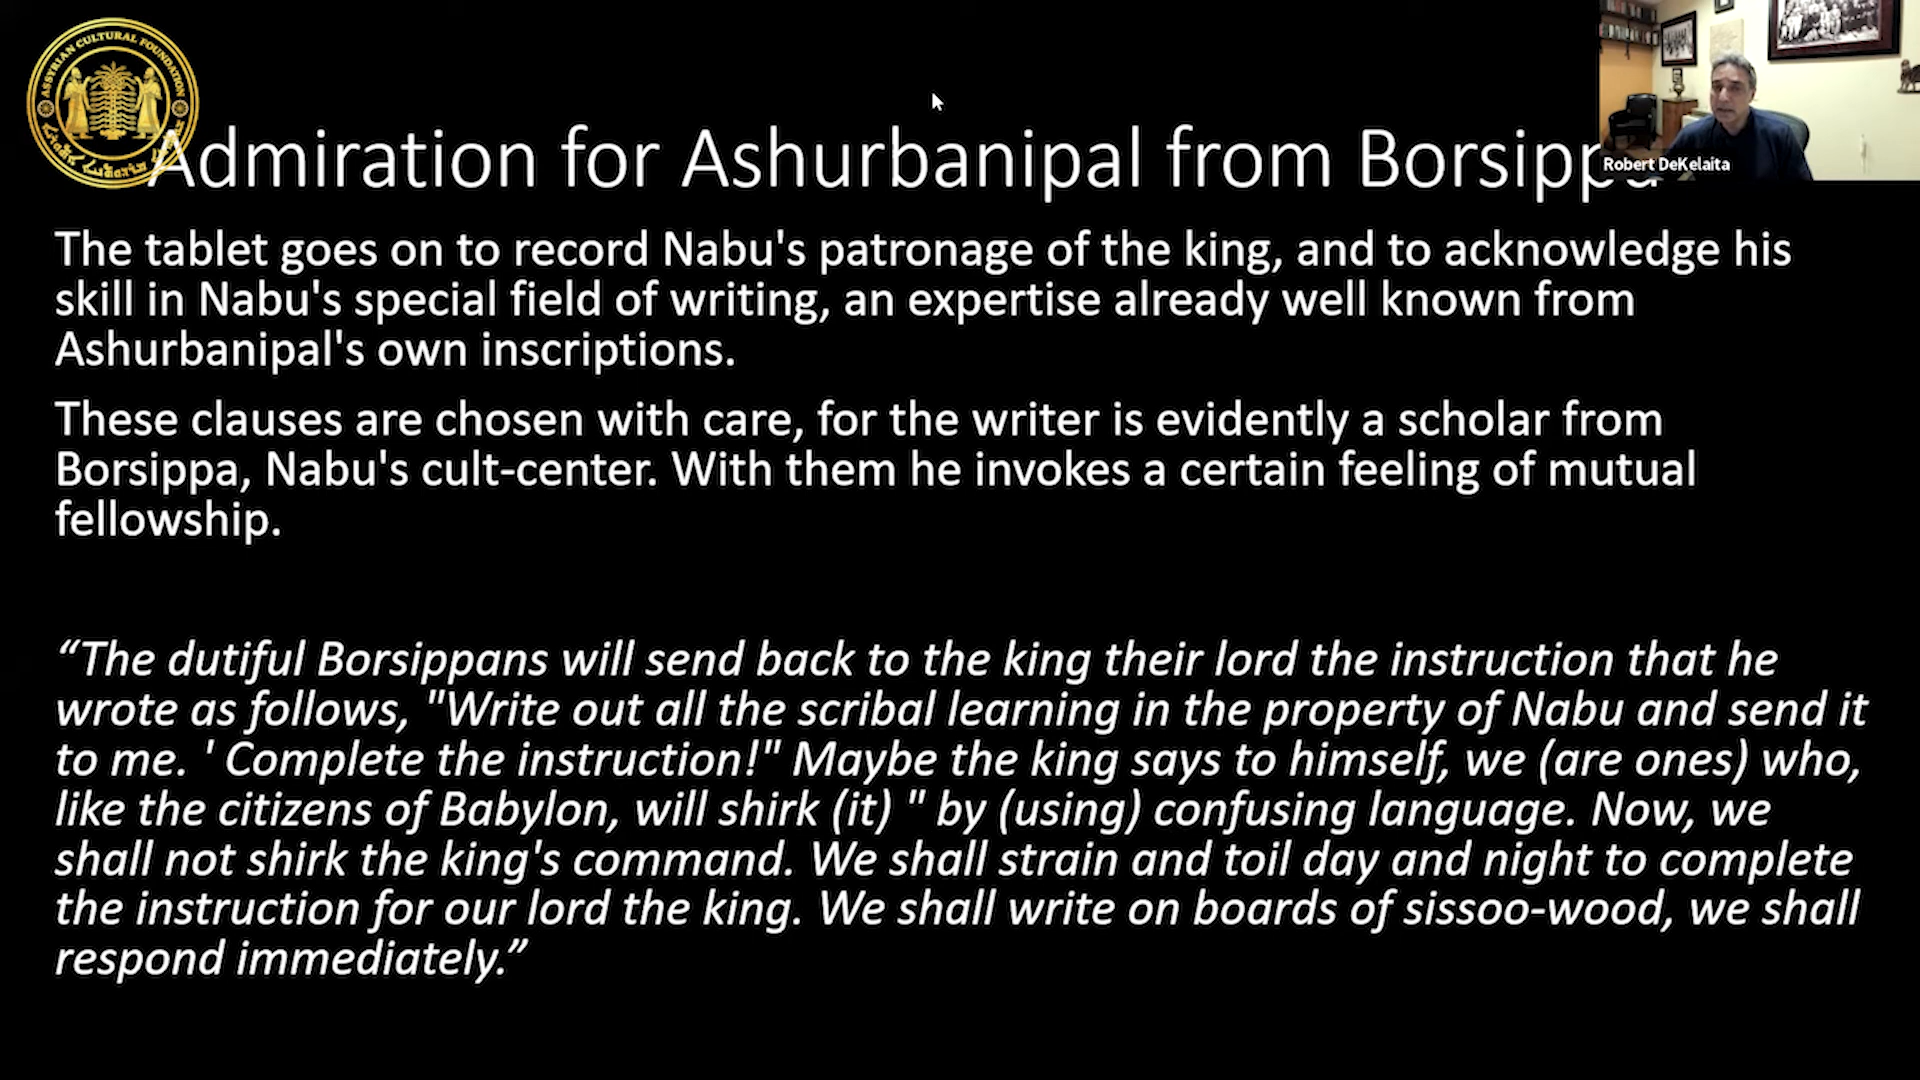 ASSYRIAN CULTURAL FOUNDATION
Admiration for Ashurbanipal from Borsippa
Robert DeKelaita
The tablet goes on to record Nabu's patronage of the king, and to acknowledge his
skill in Nabu's special field of writing, an expertise already well known from
Ashurbanipal's own inscriptions.
These clauses are chosen with care, for the writer is evidently a scholar from
Borsippa, Nabu's cult-center. With them he invokes a certain feeling of mutual
fellowship.
“The dutiful Borsippans will send back to the king their lord the instruction that he
wrote as follows, "Write out all the scribal learning in the property of Nabu and send it
to me. ' Complete the instruction!" Maybe the king says to himself, we (are ones) who,
like the citizens of Babylon, will shirk (it) " by (using) confusing language. Now, we
shall not shirk the king's command. We shall strain and toil day and night to complete
the instruction for our lord the king. We shall write on boards of sissoo-wood, we shall
respond immediately.”